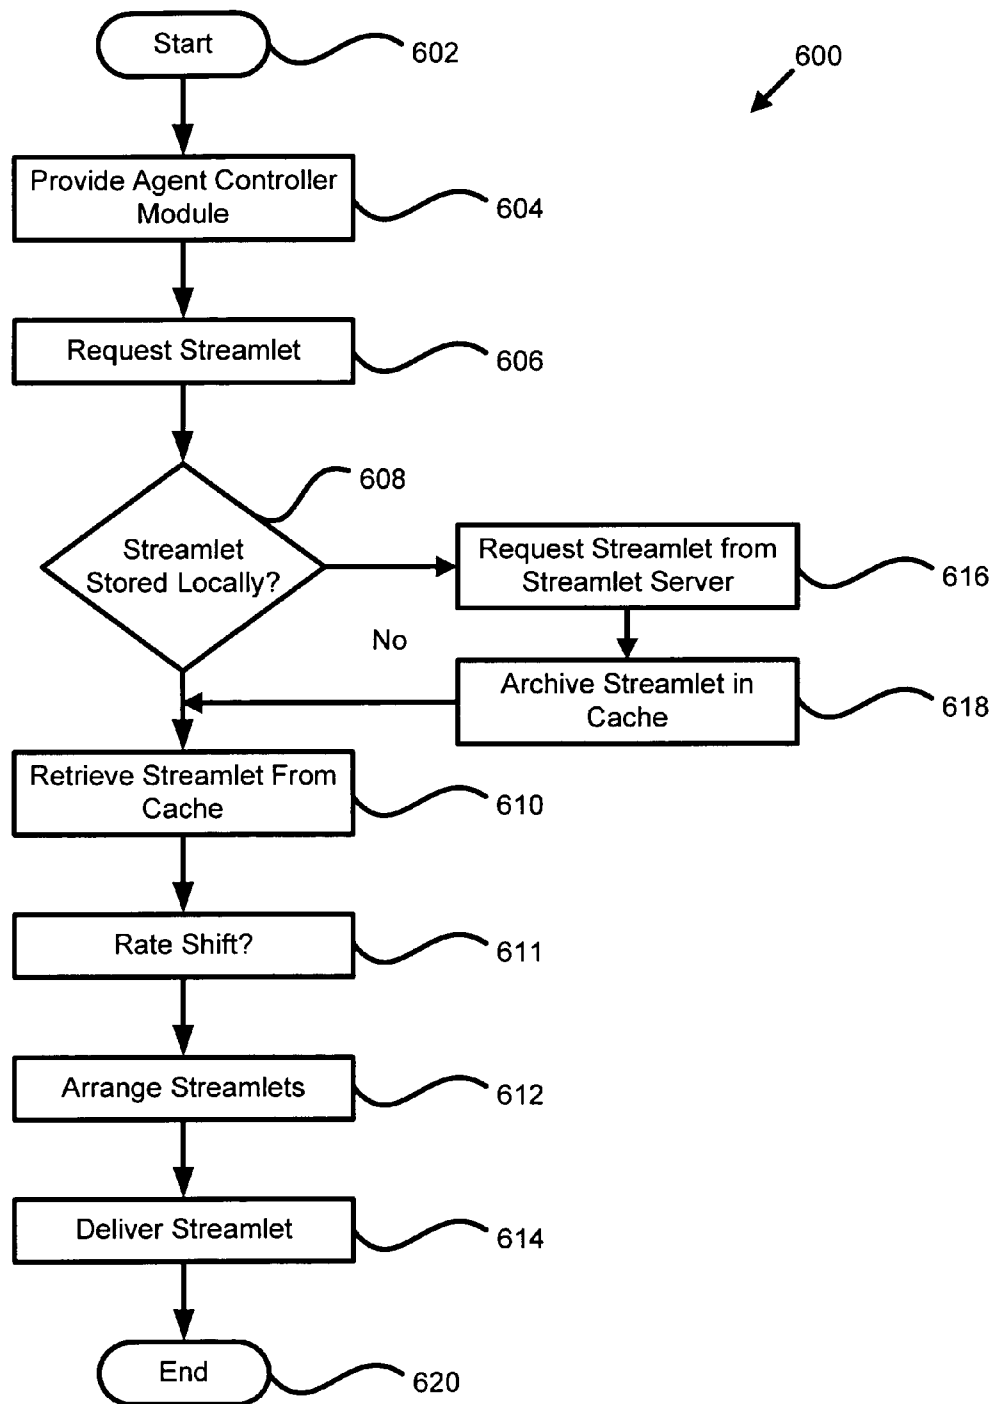 Start
602
600
Provide Agent Controller
Module
604
Request Streamlet
606
608
Streamlet
Stored Locally?
Request Streamlet from
Streamlet Server
616
No
Archive Streamlet in
Cache
618
Retrieve Streamlet From
Cache
610
Rate Shift?
611
Arrange Streamlets
612
Deliver Streamlet
614
End
620